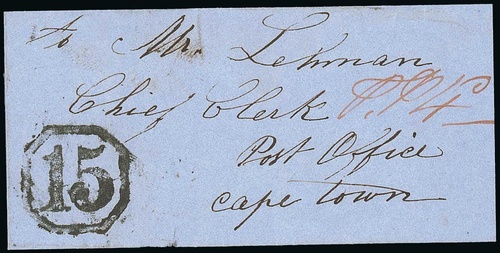 To Mr. Lehman
Chief Clerk
Post Office
Cape Town
15